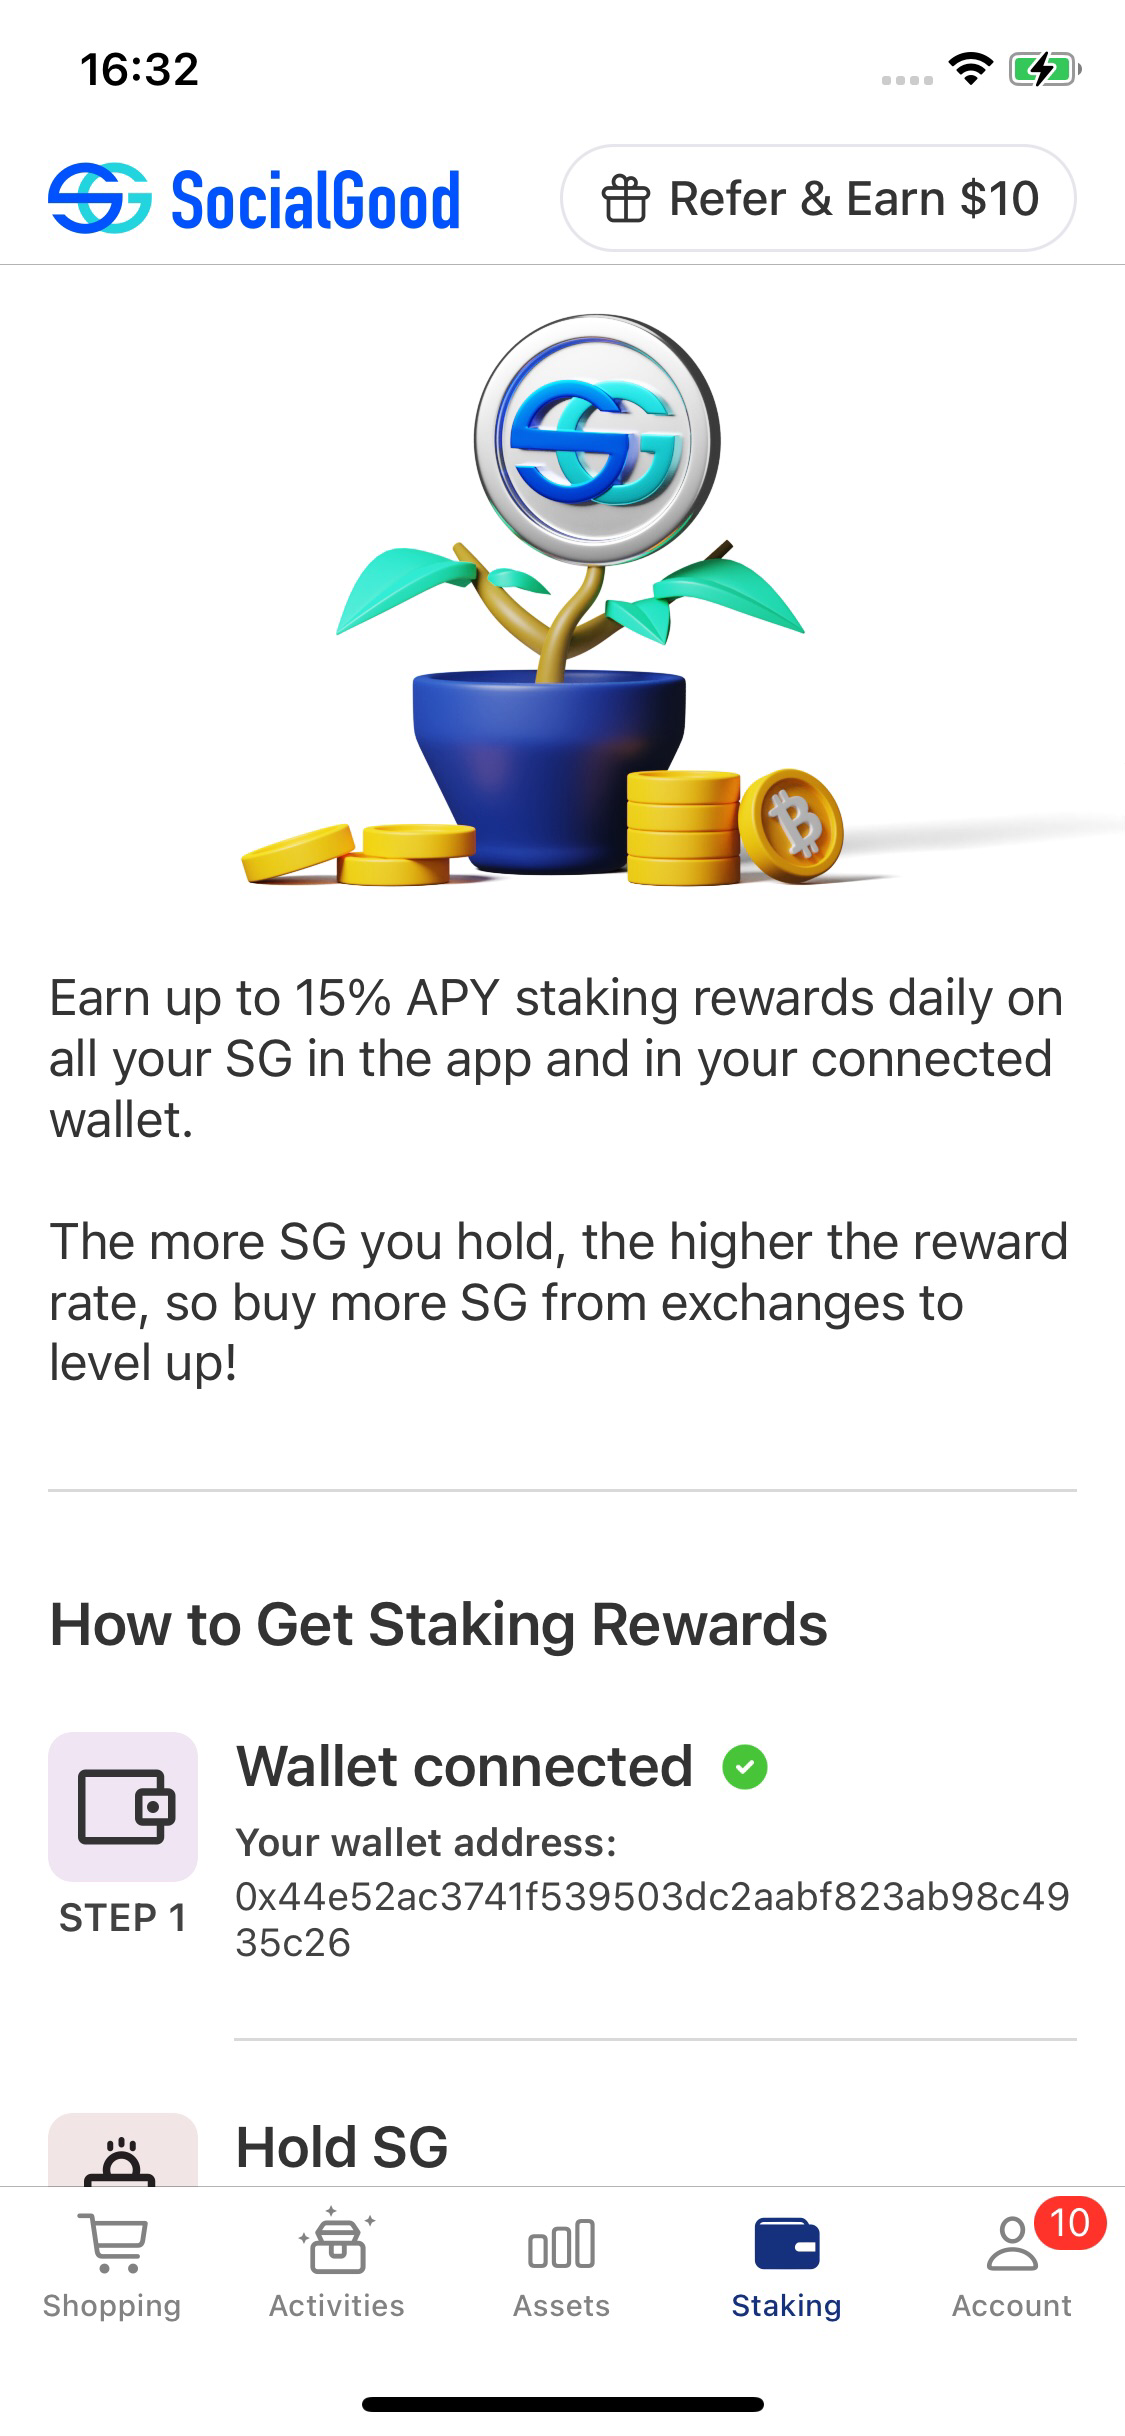 16:32
SocialGood
Refer & Earn $10
Earn up to 15% APY staking rewards daily on
all your SG in the app and in your connected
wallet.
The more SG you hold, the higher the reward
rate, so buy more SG from exchanges to
level up!
How to Get Staking Rewards
Wallet connected
Your wallet address:
0x44e52ac3741f539503dc2aabf823ab98c49
35c26
STEP 1
Hold SG
Shopping
Activities
Assets
Staking
Account
10